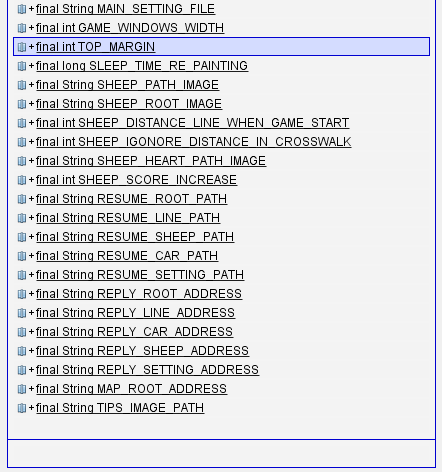 +final String MAIN_SETTING_FILE
+final int GAME_WINDOWS_WIDTH
+final int TOP_MARGIN
+final long SLEEP_TIME_RE_PAINTING
+final String SHEEP_PATH_IMAGE
+final String SHEEP_ROOT_IMAGE
+final int SHEEP_DISTANCE_LINE_WHEN_GAME_START
+final int SHEEP_IGONORE_DISTANCE_IN_CROSSWALK
+final String SHEEP_HEART_PATH_IMAGE
+final int SHEEP_SCORE_INCREASE
+final String RESUME_ROOT_PATH
+final String RESUME_LINE_PATH
+final String RESUME_SHEEP_PATH
+final String RESUME_CAR_PATH
+final String RESUME_SETTING_PATH
+final String REPLY_ROOT_ADDRESS
+final String REPLY_LINE_ADDRESS
+final String REPLY_CAR_ADDRESS
+final String REPLY_SHEEP_ADDRESS
+final String REPLY_SETTING_ADDRESS
+final String MAP_ROOT_ADDRESS
+final String TIPS_IMAGE_PATH